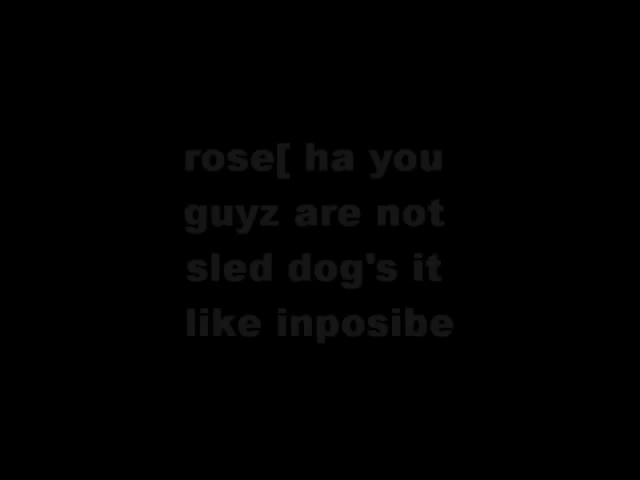 rose[ ha you
guyz are not
sled dog's it
like inposibe